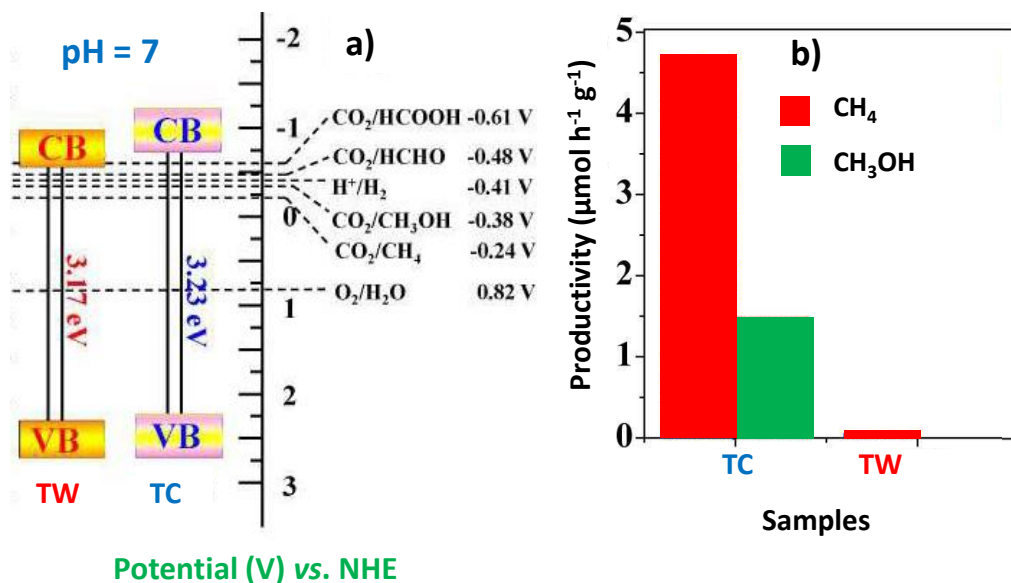 pH = 7
a)
-2
-1
0
1
2
3
CB
CB
3.17 eV
3.23 eV
VB
VB
TW
TC
CO₂/HCOOH -0.61 V
CO₂/HCHO -0.48 V
H⁺/H₂ -0.41 V
CO₂/CH₃OH -0.38 V
CO₂/CH₄ -0.24 V
O₂/H₂O 0.82 V
Potential (V) vs. NHE
b)
Productivity (μmol h⁻¹ g⁻¹)
5
4
3
2
1
0
CH₄
CH₃OH
TC
TW
Samples